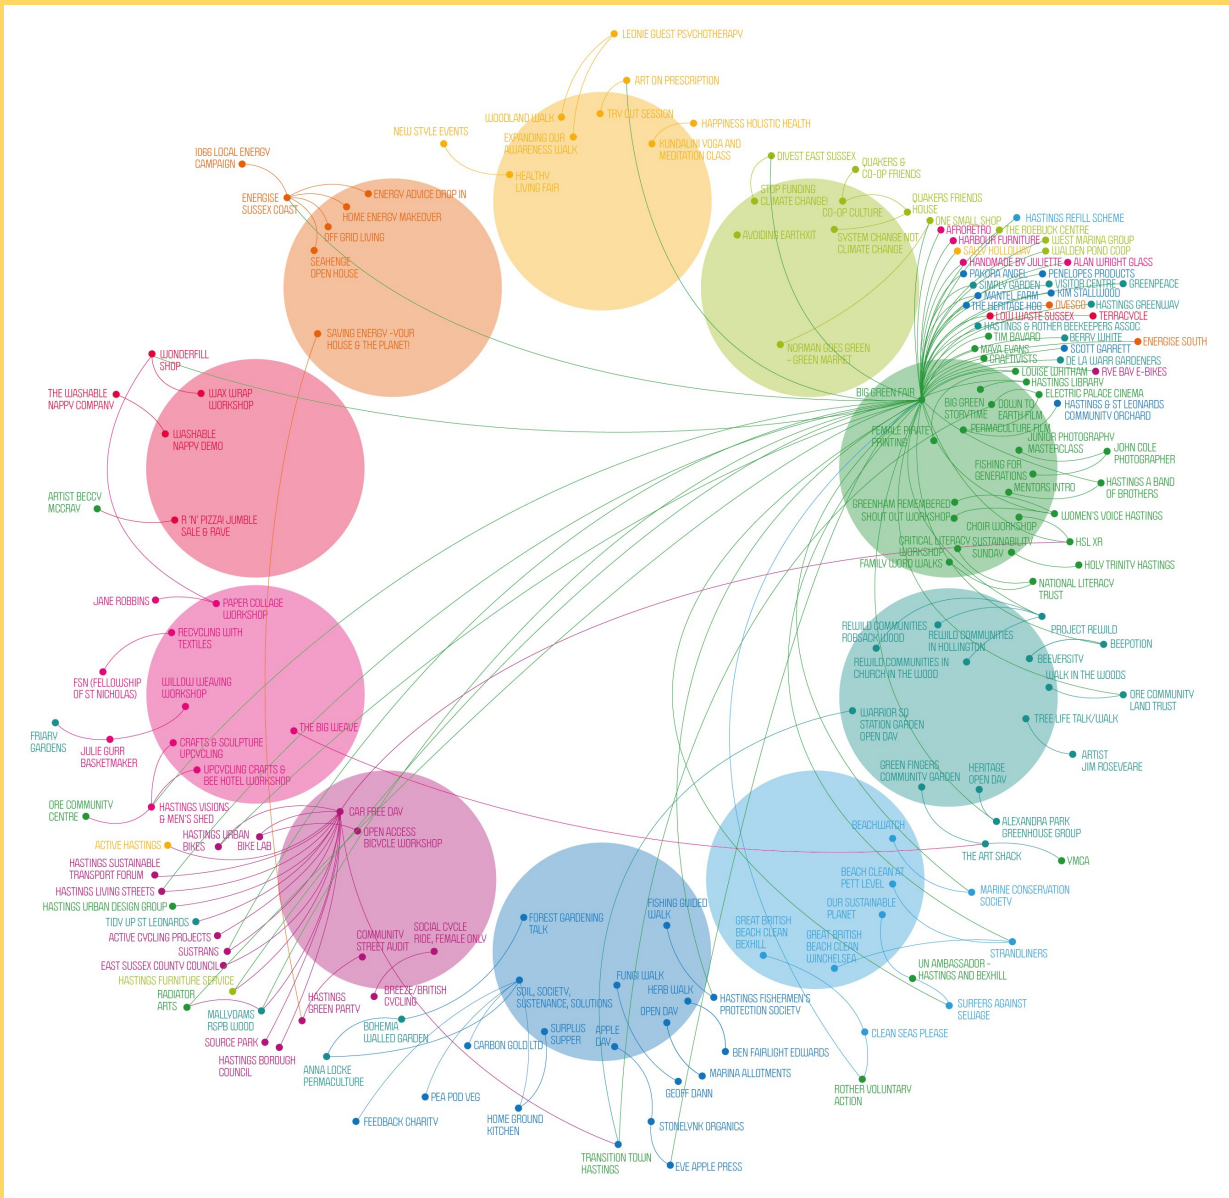 LEONIE GUEST PSYCHOTHERAPY
ART ON PRESCRIPTION
WOODLAND WALK
TRY OUT SESSION
NEW STYLE EVENTS
EXPANDING OUR
AWARENESS WALK
HAPPINESS HOLISTIC HEALTH
KUNDALINI YOGA AND
MEDITATION CLASS
HEALTHY
LIVING FAIR
1066 LOCAL ENERGY
CAMPAIGN
ENERGISE
SUSSEX COAST
ENERGY ADVICE DROP IN
HOME ENERGY MAKEOVER
OFF GRID LIVING
SEAHENGE
OPEN HOUSE
SAVING ENERGY -YOUR
HOUSE & THE PLANET!
DIVEST EAST SUSSEX
QUAKERS &
CO-OP FRIENDS
STOP FUNDING
CLIMATE CHANGE!
CO-OP CULTURE
QUAKERS FRIENDS
HOUSE
AVOIDING EARTHXIT
SYSTEM CHANGE NOT
CLIMATE CHANGE
NORMAN GOES GREEN
- GREEN MARKET
ONE SMALL SHOP
HASTINGS REFILL SCHEME
AFRORETRO
THE ROEBUCK CENTRE
HARBOUR FURNITURE
WEST MARINA GROUP
SALLY HOLLOWAY
WALDEN POND COOP
HANDMADE BY JULIETTE
ALAN WRIGHT GLASS
PAKORA ANGEL
PENELOPES PRODUCTS
SIMPLY GARDEN
VISITOR CENTRE
GREENPEACE
MANTEL FARM
KIM STALLWOOD
THE HERITAGE HOG
OVESCO
HASTINGS GREENWAY
LOW WASTE SUSSEX
TERRACYCLE
HASTINGS & ROTHER BEEKEEPERS ASSOC
TIM BAVARD
BERRY WHITE
ENERGISE SOUTH
MAYA EVANS
SCOTT GARRETT
CRAFTIVISTS
DE LA WARR GARDENERS
LOUISE WHITHAM
RYE BAY E-BIKES
HASTINGS LIBRARY
ELECTRIC PALACE CINEMA
HASTINGS & ST LEONARDS
COMMUNITY ORCHARD
BIG GREEN FAIR
BIG GREEN
STORYTIME
DOWN TO
EARTH FILM
FEMALE PIRATE
PRINTING
PERMACULTURE FILM
JUNIOR PHOTOGRAPHY
MASTERCLASS
JOHN COLE
PHOTOGRAPHER
FISHING FOR
GENERATIONS
MENTORS INTRO
HASTINGS A BAND
OF BROTHERS
GREENHAM REMEMBERED
SHOUT OUT WORKSHOP
CHOIR WORKSHOP
WOMEN'S VOICE HASTINGS
CRITICAL LITERACY
WORKSHOP
SUSTAINABILITY
SUNDAY
HSL XR
FAMILY WORD WALKS
HOLY TRINITY HASTINGS
NATIONAL LITERACY
TRUST
WONDERFILL
SHOP
THE WASHABLE
NAPPY COMPANY
WAX WRAP
WORKSHOP
WASHABLE
NAPPY DEMO
ARTIST BECCY
MCCRAY
R 'N' PIZZA! JUMBLE
SALE & RAVE
JANE ROBBINS
PAPER COLLAGE
WORKSHOP
RECYCLING WITH
TEXTILES
FSN (FELLOWSHIP
OF ST NICHOLAS)
WILLOW WEAVING
WORKSHOP
THE BIG WEAVE
FRIARY
GARDENS
JULIE GURR
BASKETMAKER
CRAFTS & SCULPTURE
UPCYCLING
UPCYCLING CRAFTS &
BEE HOTEL WORKSHOP
ORE COMMUNITY
CENTRE
HASTINGS VISIONS
& MEN'S SHED
REWILD COMMUNITIES
ROBSACK WOOD
REWILD COMMUNITIES
IN HOLLINGTON
PROJECT REWILD
BEEPOTION
REWILD COMMUNITIES IN
CHURCH IN THE WOOD
BEEVERSITY
WALK IN THE WOODS
ORE COMMUNITY
LAND TRUST
WARRIOR SQ
STATION GARDEN
OPEN DAY
TREE LIFE TALK/WALK
ARTIST
JIM ROSEVEARE
GREEN FINGERS
COMMUNITY GARDEN
HERITAGE
OPEN DAY
ALEXANDRA PARK
GREENHOUSE GROUP
THE ART SHACK
YMCA
CAR FREE DAY
OPEN ACCESS
BICYCLE WORKSHOP
HASTINGS URBAN
BIKES
BIKE LAB
ACTIVE HASTINGS
HASTINGS SUSTAINABLE
TRANSPORT FORUM
HASTINGS LIVING STREETS
HASTINGS URBAN DESIGN GROUP
TIDY UP ST LEONARDS
ACTIVE CYCLING PROJECTS
SUSTRANS
EAST SUSSEX COUNTY COUNCIL
HASTINGS FURNITURE SERVICE
RADIATOR
ARTS
MALLYDAMS
RSPB WOOD
SOURCE PARK
HASTINGS BOROUGH
COUNCIL
HASTINGS
GREEN PARTY
COMMUNITY
STREET AUDIT
SOCIAL CYCLE
RIDE, FEMALE ONLY
BREEZE/BRITISH
CYCLING
BOHEMIA
WALLED GARDEN
ANNA LOCKE
PERMACULTURE
FOREST GARDENING
TALK
FISHING GUIDED
WALK
SOIL, SOCIETY,
SUSTENANCE, SOLUTIONS
FUNGI WALK
HERB WALK
OPEN DAY
SURPLUS
SUPPER
APPLE
DAY
HASTINGS FISHERMEN'S
PROTECTION SOCIETY
CARBON GOLD LTD
BEN FAIRLIGHT EDWARDS
MARINA ALLOTMENTS
GEOFF DANN
PEA POD VEG
FEEDBACK CHARITY
HOME GROUND
KITCHEN
STONELYNK ORGANICS
TRANSITION TOWN
HASTINGS
EVE APPLE PRESS
BEACHWATCH
BEACH CLEAN AT
PETT LEVEL
MARINE CONSERVATION
SOCIETY
OUR SUSTAINABLE
PLANET
GREAT BRITISH
BEACH CLEAN
BEXHILL
GREAT BRITISH
BEACH CLEAN
WINCHELSEA
STRANDLINERS
UN AMBASSADOR -
HASTINGS AND BEXHILL
SURFERS AGAINST
SEWAGE
CLEAN SEAS PLEASE
ROTHER VOLUNTARY
ACTION